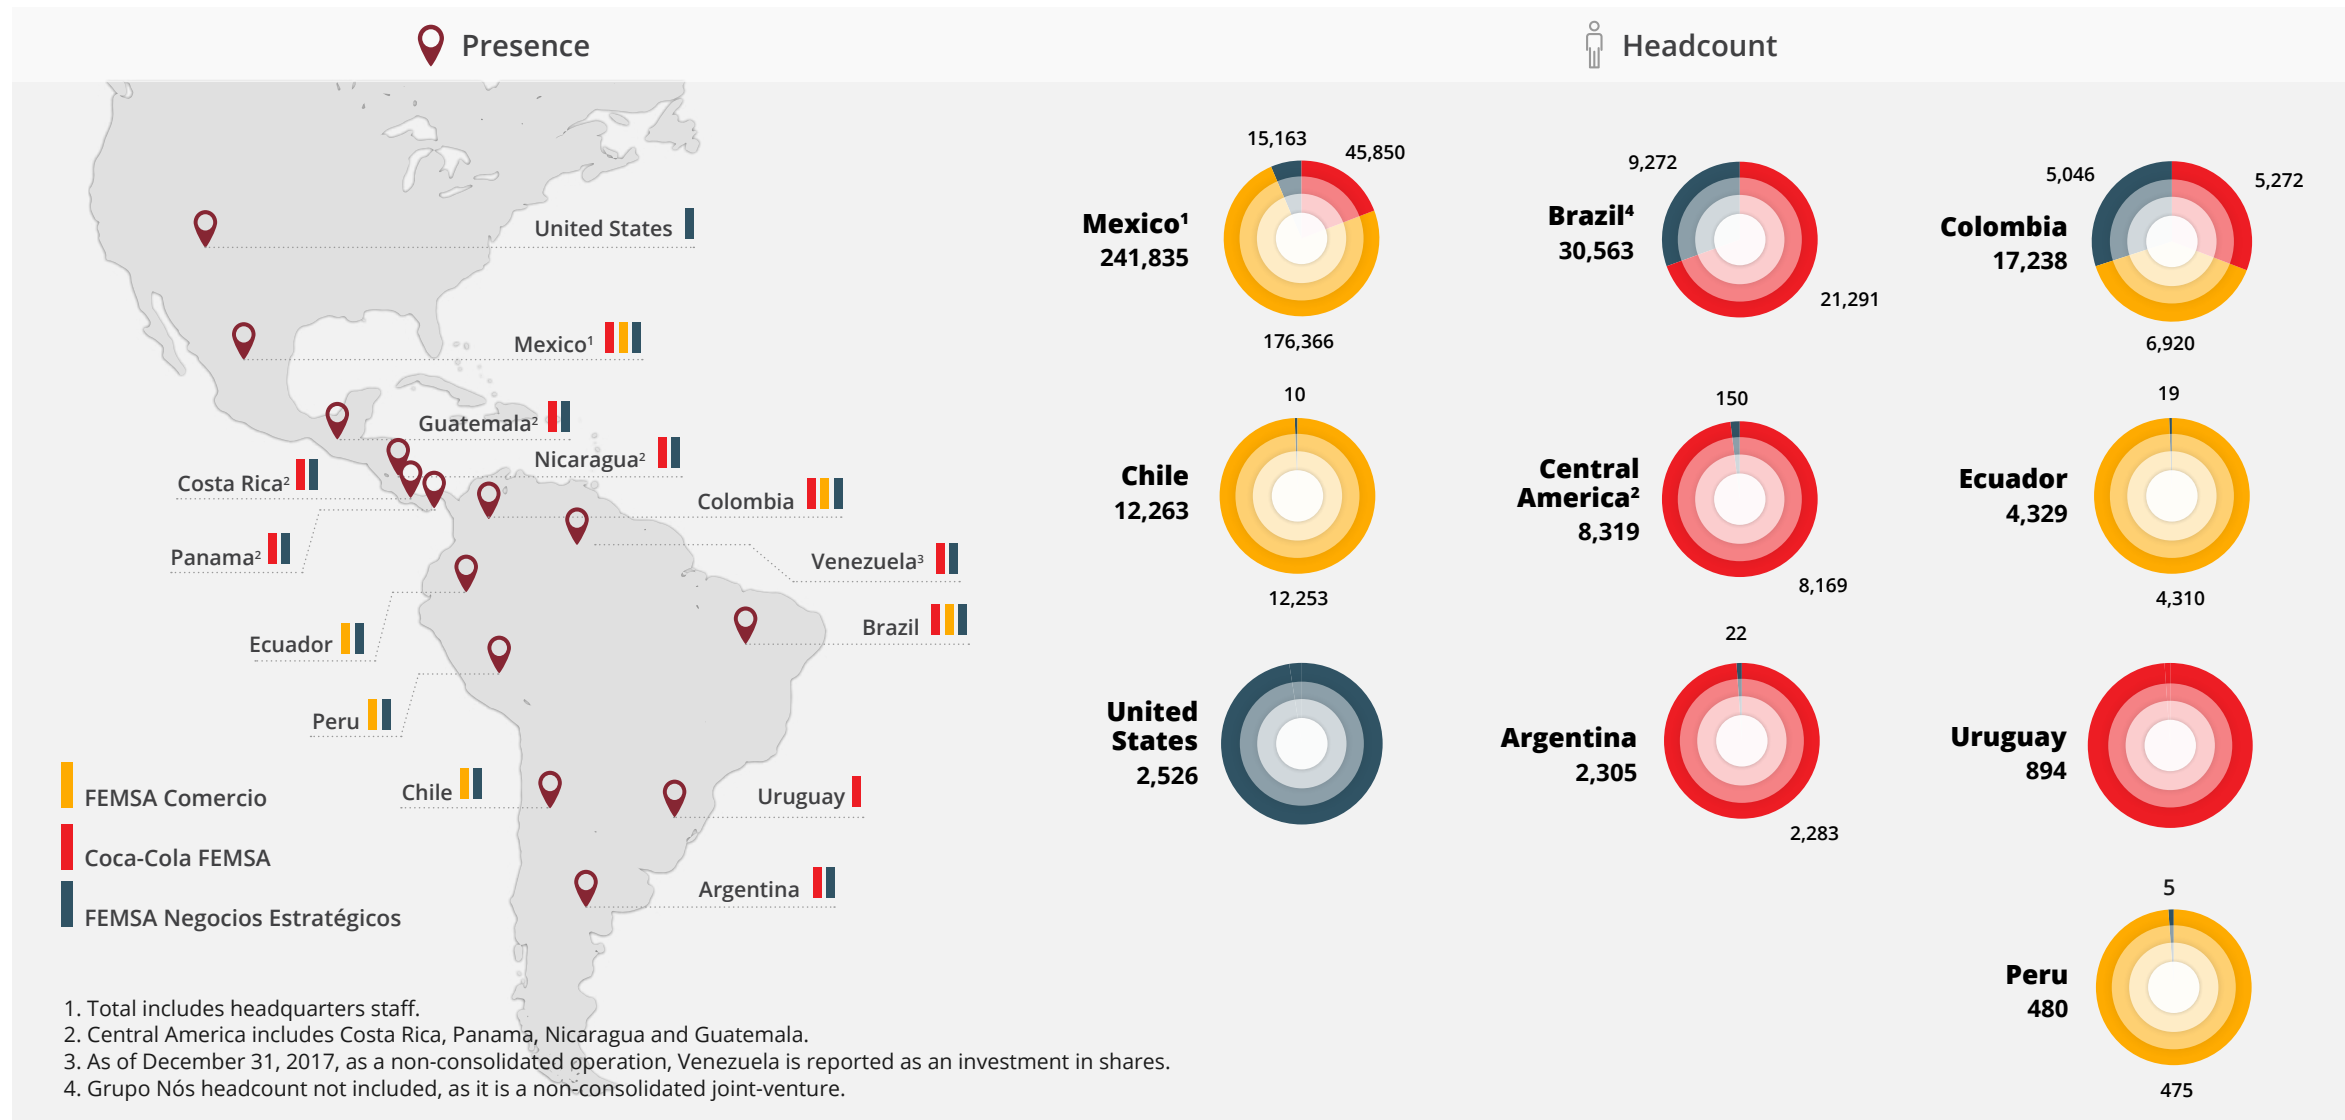 Presence
United States
Mexico¹
Guatemala²
Nicaragua²
Costa Rica²
Colombia
Panama²
Venezuela³
Brazil
Ecuador
Peru
Chile
Uruguay
Argentina
FEMSA Comercio
Coca-Cola FEMSA
FEMSA Negocios Estratégicos
1. Total includes headquarters staff.
2. Central America includes Costa Rica, Panama, Nicaragua and Guatemala.
3. As of December 31, 2017, as a non-consolidated operation, Venezuela is reported as an investment in shares.
4. Grupo Nós headcount not included, as it is a non-consolidated joint-venture.
Headcount
Mexico¹
241,835
15,163
45,850
176,366
Brazil⁴
30,563
9,272
21,291
Colombia
17,238
5,046
5,272
6,920
Chile
12,263
10
12,253
Central
America²
8,319
150
8,169
Ecuador
4,329
19
4,310
United
States
2,526
Argentina
2,305
22
2,283
Uruguay
894
Peru
480
5
475